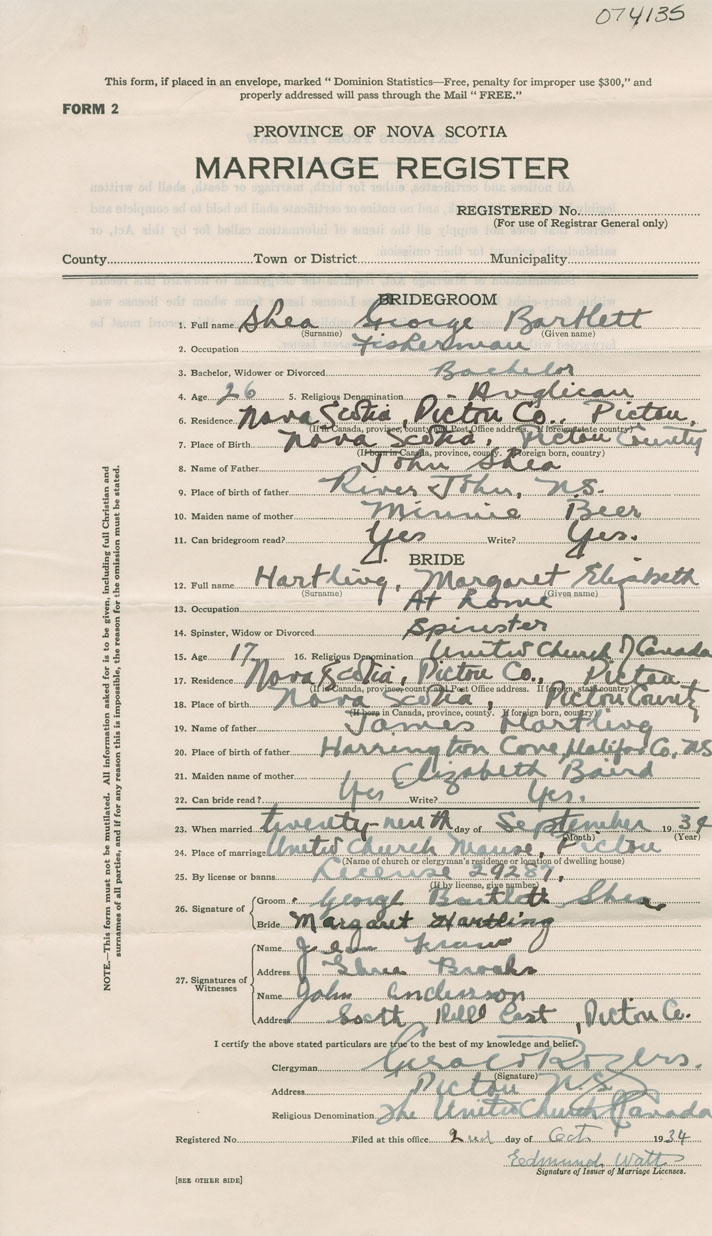 074135
This form, if placed in an envelope, marked “ Dominion Statistics—Free, penalty for improper use $300,” and
properly addressed will pass through the Mail “ FREE.”
FORM 2
PROVINCE OF NOVA SCOTIA
MARRIAGE REGISTER
REGISTERED No.
(For use of Registrar General only)
County Town or District Municipality
BRIDEGROOM
1. Full name Shea George Bartlett
(Surname) (Given name)
2. Occupation Fisherman
3. Bachelor, Widower or Divorced Bachelor
4. Age 26 5. Religious Denomination Anglican
6. Residence Nova Scotia, Pictou Co., Pictou,
(If in Canada, province, county and Post Office address. If foreign, state country)
7. Place of Birth Nova Scotia, Pictou County
(If born in Canada, province, county. If foreign born, country)
8. Name of Father John Shea
9. Place of birth of father River John, N.S.
10. Maiden name of mother Minnie Beer
11. Can bridegroom read? Yes Write? Yes.
BRIDE
12. Full name Hartling, Margaret Elizabeth
(Surname) (Given name)
13. Occupation At Home
14. Spinster, Widow or Divorced Spinster
15. Age 17 16. Religious Denomination United Church of Canada
17. Residence Nova Scotia, Pictou Co., Pictou
(If in Canada, province, county and Post Office address. If foreign, state country)
18. Place of birth Nova Scotia, Pictou County
(If born in Canada, province, county. If foreign born, country)
19. Name of father James Hartling
20. Place of birth of father Harrington Cove, Halifax Co., N.S.
21. Maiden name of mother Elizabeth Baird
22. Can bride read? Yes Write? Yes.
23. When married twenty-ninth day of September 1934
(Month) (Year)
24. Place of marriage United Church Manse, Pictou
(Name of church or clergyman's residence or location of dwelling house)
25. By license or banns License 29287,
(If by license, give number)
26. Signature of Groom George Bartlett Shea
Bride Margaret Hartling
27. Signatures of Witnesses
Name Jean
Address Brooks
Name John Anderson
Address East, Pictou Co.
I certify the above stated particulars are true to the best of my knowledge and belief.
Clergyman Rogers.
(Signature)
Address Pictou N.S.
Religious Denomination The United Church of Canada
Registered No. Filed at this office 2nd day of Oct 1934
Edmund Watt
Signature of Issuer of Marriage Licenses.
[SEE OTHER SIDE]
NOTE.—This form must not be mutilated. All information asked for is to be given, including full Christian and
surnames of all parties, and if for any reason this is impossible, the reason for the omission must be stated.